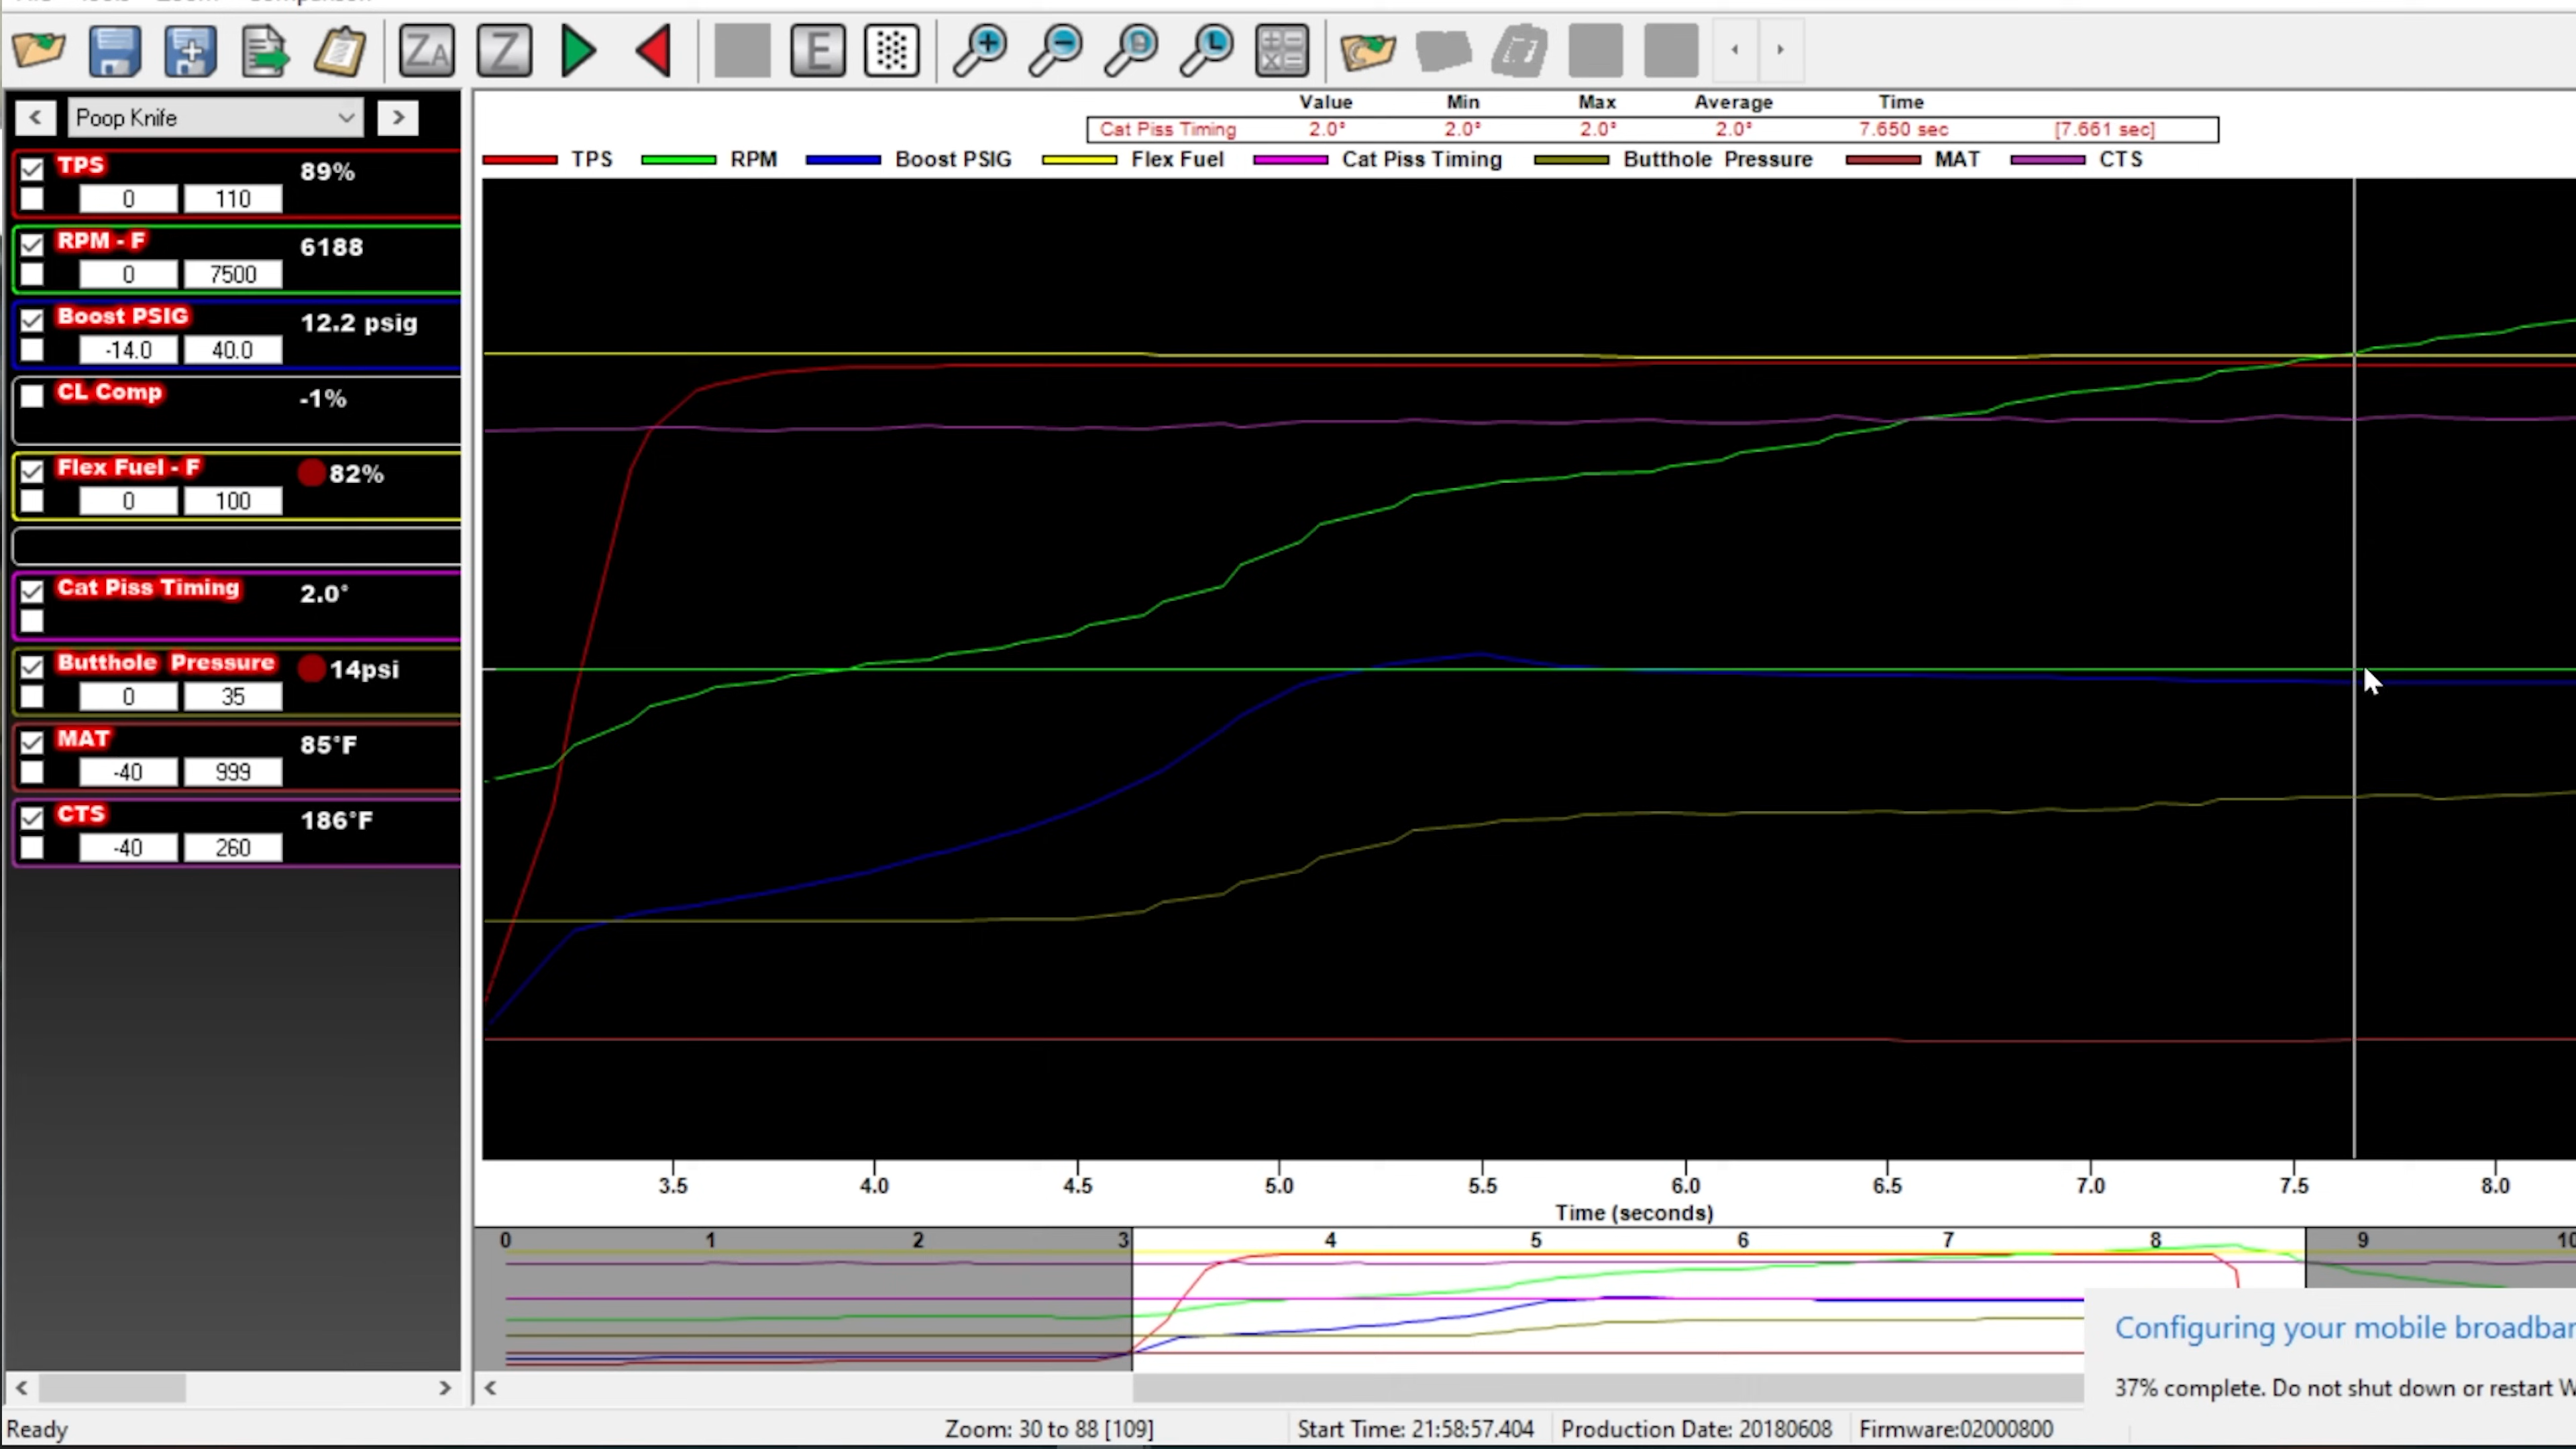 Poop Knife
TPS 89%
0 110
RPM - F 6188
0 7500
Boost PSIG 12.2 psig
-14.0 40.0
CL Comp -1%
Flex Fuel - F 82%
0 100
Cat Piss Timing 2.0°
Butthole Pressure 14psi
0 35
MAT 85°F
-40 999
CTS 186°F
-40 260
ZA Z E
Value Min Max Average Time
Cat Piss Timing 2.0° 2.0° 2.0° 2.0° 7.650 sec [7.661 sec]
TPS RPM Boost PSIG Flex Fuel Cat Piss Timing Butthole Pressure MAT CTS
3.5 4.0 4.5 5.0 5.5 6.0 6.5 7.0 7.5 8.0
Time (seconds)
0 1 2 3 4 5 6 7 8 9 10
Configuring your mobile broadban
37% complete. Do not shut down or restart W
Ready Zoom: 30 to 88 [109] Start Time: 21:58:57.404 Production Date: 20180608 Firmware:02000800